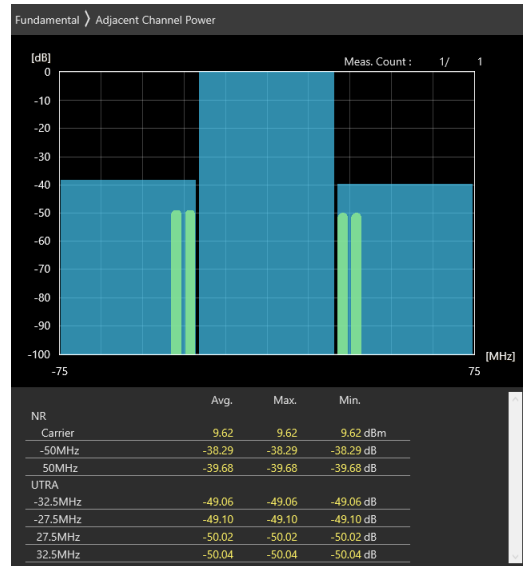 Fundamental ⟩ Adjacent Channel Power
[dB]
Meas. Count : 1/ 1
0
-10
-20
-30
-40
-50
-60
-70
-80
-90
-100
[MHz]
-75 75
Avg. Max. Min.
NR
Carrier 9.62 9.62 9.62 dBm
-50MHz -38.29 -38.29 -38.29 dB
50MHz -39.68 -39.68 -39.68 dB
UTRA
-32.5MHz -49.06 -49.06 -49.06 dB
-27.5MHz -49.10 -49.10 -49.10 dB
27.5MHz -50.02 -50.02 -50.02 dB
32.5MHz -50.04 -50.04 -50.04 dB